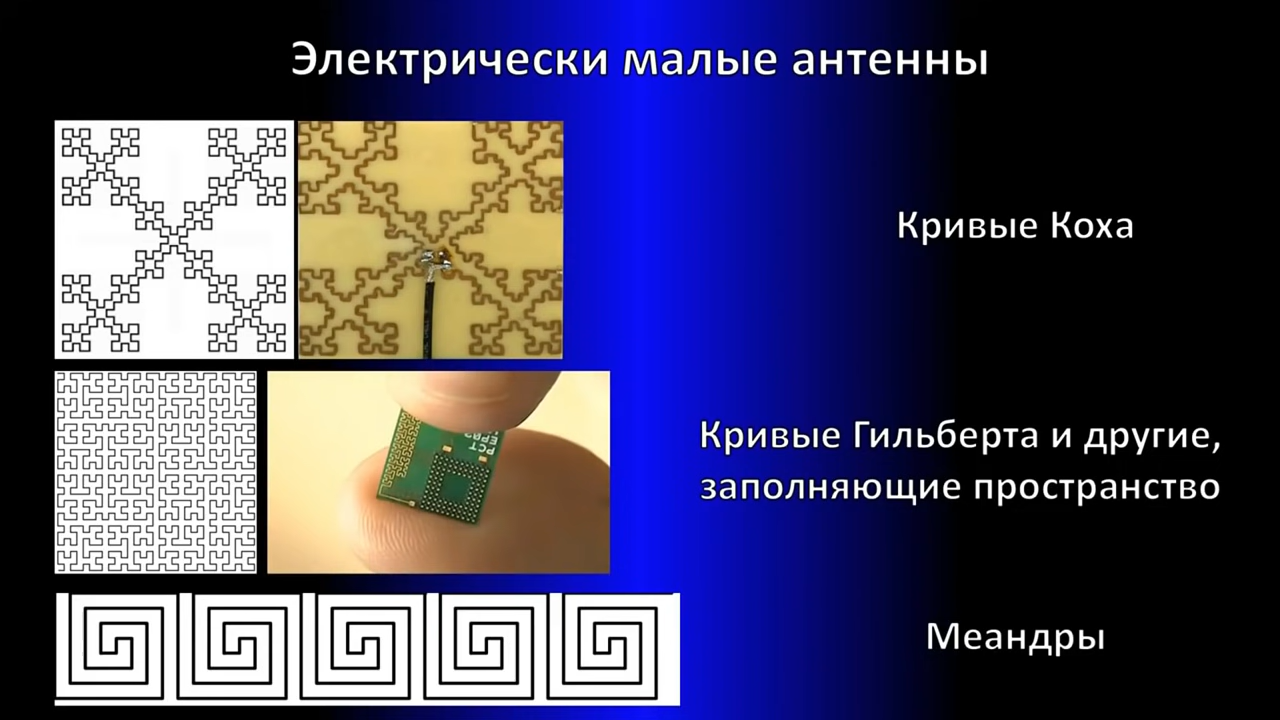 Электрически малые антенны
Кривые Коха
Кривые Гильберта и другие,
заполняющие пространство
Меандры